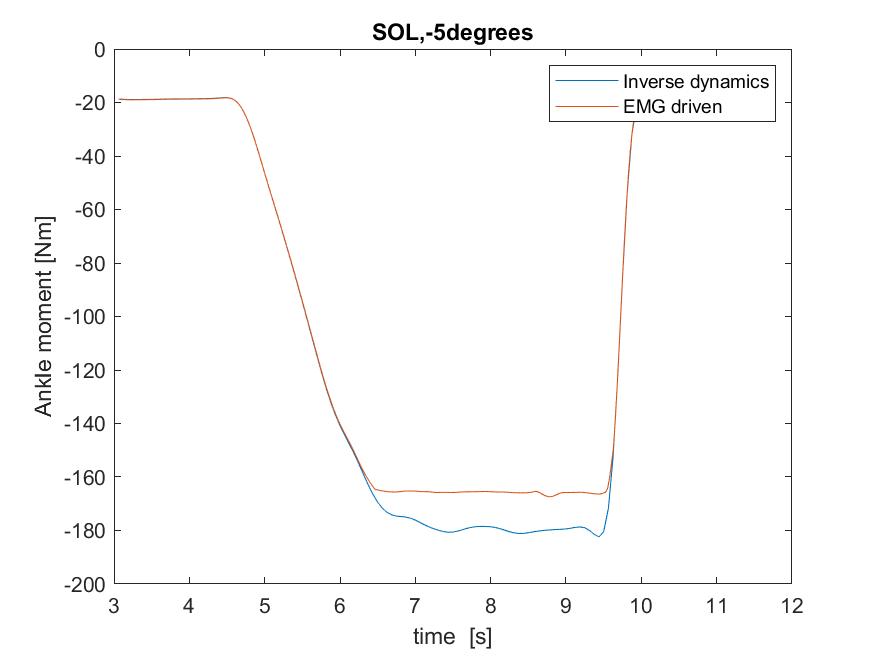 SOL,-5degrees
0
-20
-40
-60
-80
-100
-120
-140
-160
-180
-200
Ankle moment [Nm]
Inverse dynamics
EMG driven
3 4 5 6 7 8 9 10 11 12
time [s]